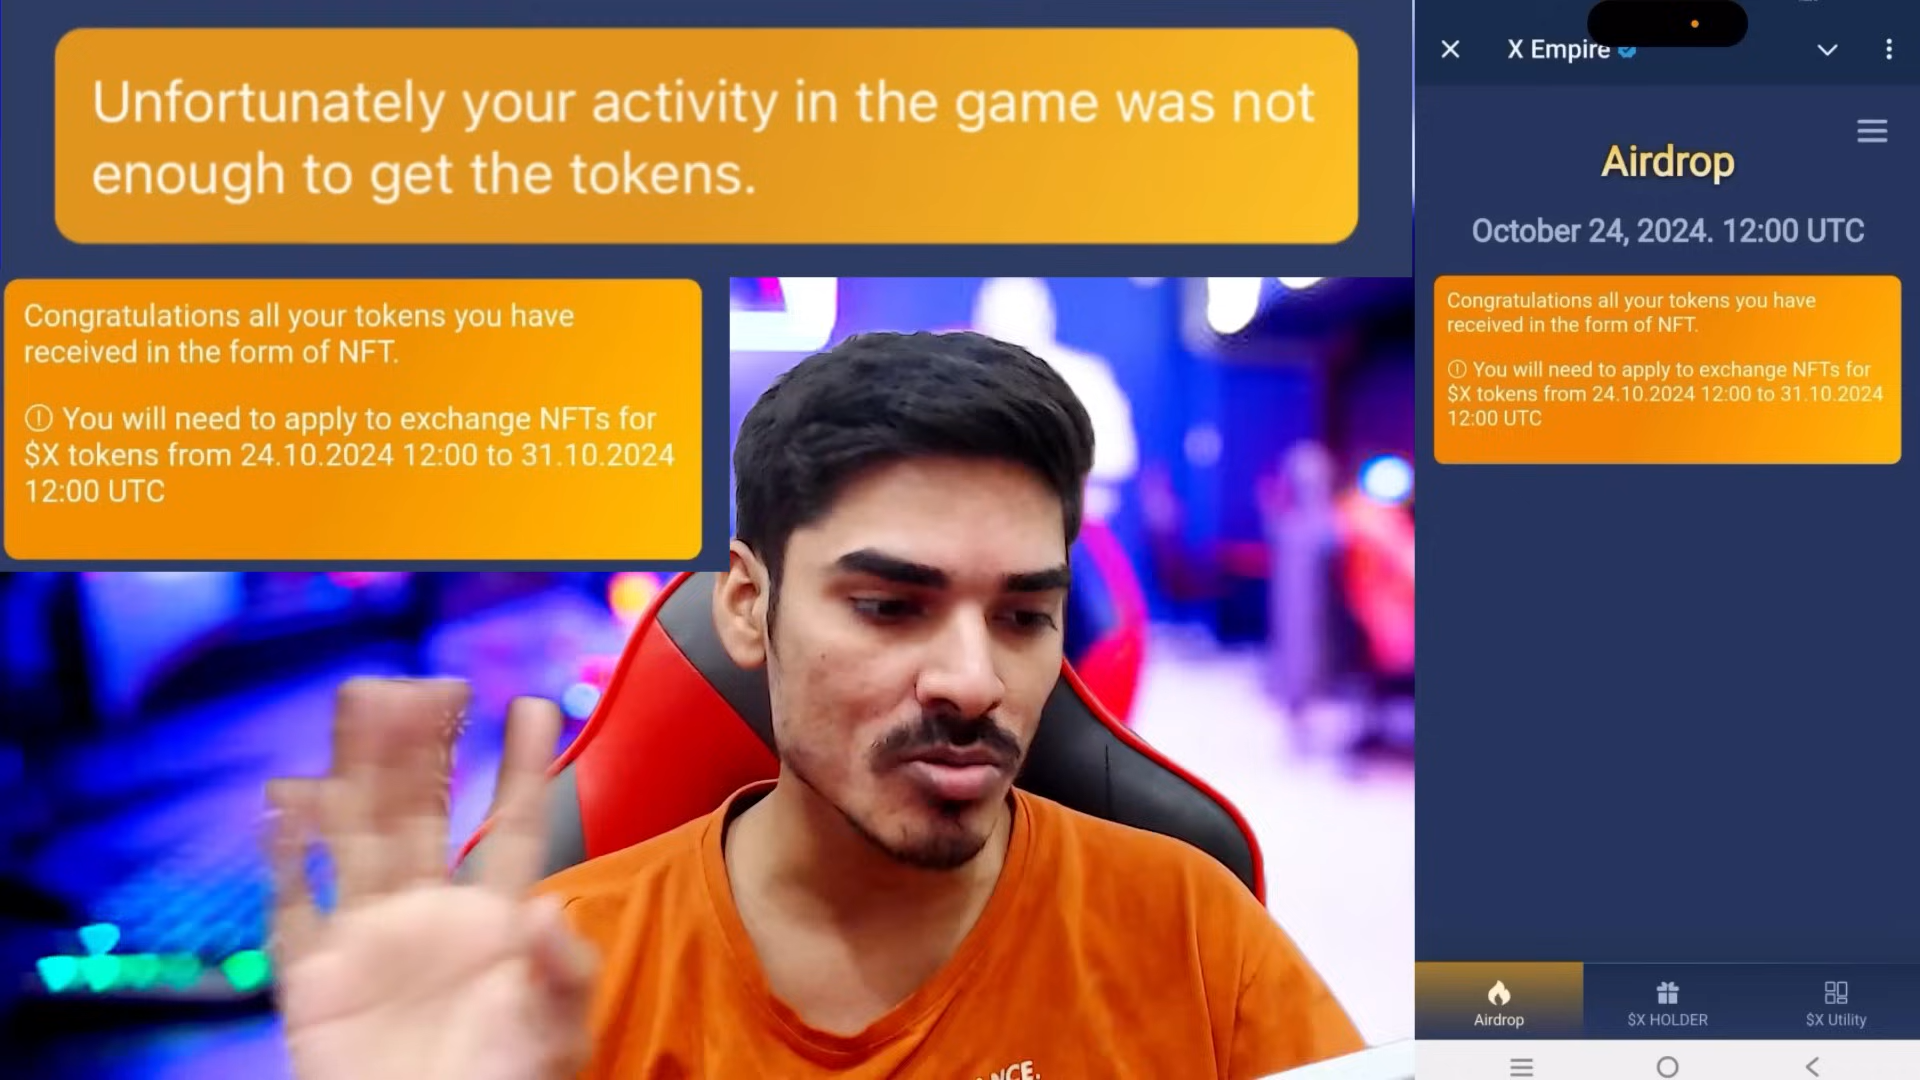 Unfortunately your activity in the game was not
enough to get the tokens.
Congratulations all your tokens you have
received in the form of NFT.
You will need to apply to exchange NFTs for
$X tokens from 24.10.2024 12:00 to 31.10.2024
12:00 UTC
X Empire
Airdrop
October 24, 2024. 12:00 UTC
Congratulations all your tokens you have
received in the form of NFT.
You will need to apply to exchange NFTs for
$X tokens from 24.10.2024 12:00 to 31.10.2024
12:00 UTC
Airdrop
$X HOLDER
$X Utility